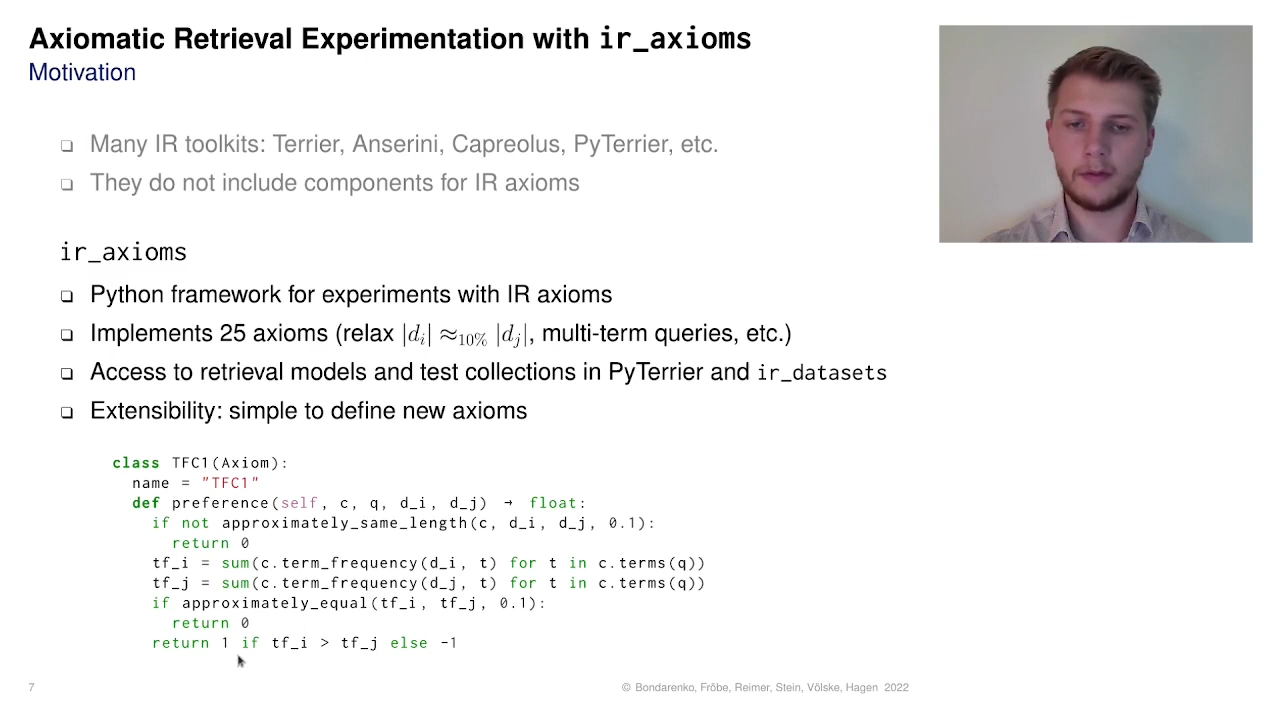 Axiomatic Retrieval Experimentation with ir_axioms
Motivation
❏ Many IR toolkits: Terrier, Anserini, Capreolus, PyTerrier, etc.
❏ They do not include components for IR axioms
ir_axioms
❏ Python framework for experiments with IR axioms
❏ Implements 25 axioms (relax |d_i| ≈_10% |d_j|, multi-term queries, etc.)
❏ Access to retrieval models and test collections in PyTerrier and ir_datasets
❏ Extensibility: simple to define new axioms
class TFC1(Axiom):
  name = "TFC1"
  def preference(self, c, q, d_i, d_j) → float:
    if not approximately_same_length(c, d_i, d_j, 0.1):
      return 0
    tf_i = sum(c.term_frequency(d_i, t) for t in c.terms(q))
    tf_j = sum(c.term_frequency(d_j, t) for t in c.terms(q))
    if approximately_equal(tf_i, tf_j, 0.1):
      return 0
    return 1 if tf_i > tf_j else -1
7
© Bondarenko, Fröbe, Reimer, Stein, Völske, Hagen 2022